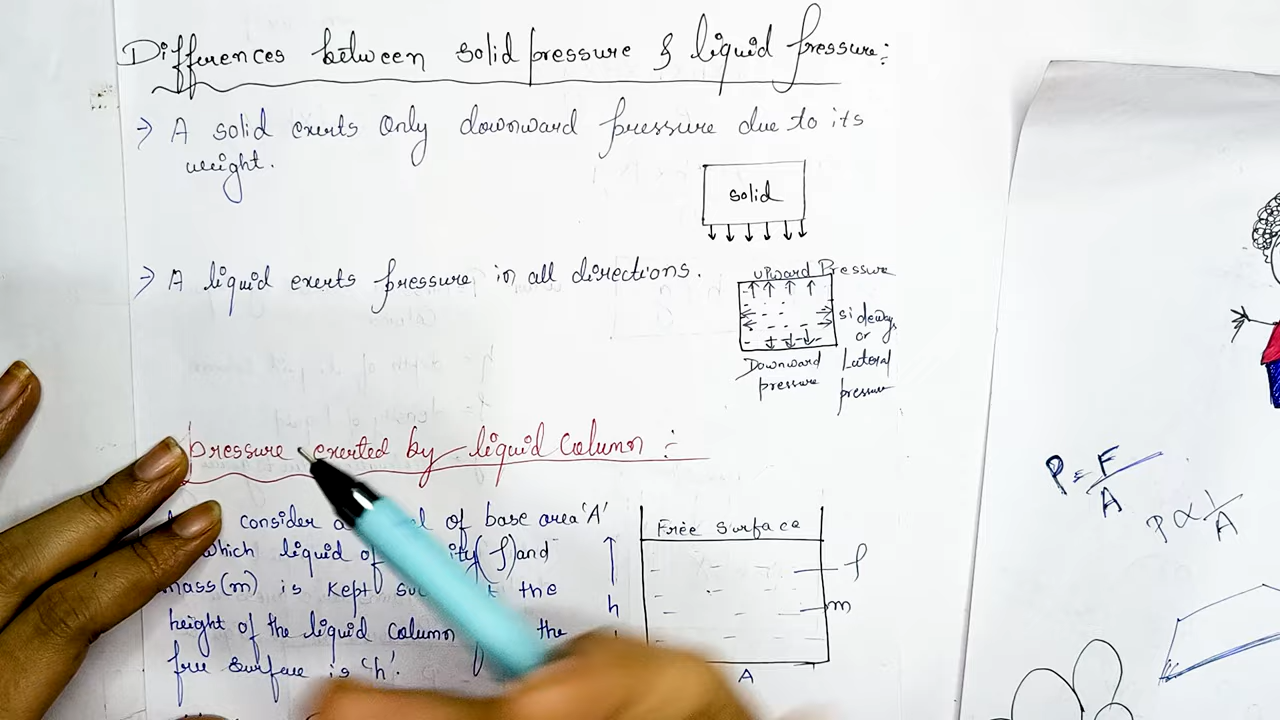 Differences between solid pressure & liquid pressure:
→ A solid exerts Only downward pressure due to its
weight.
solid
→ A liquid exerts pressure in all directions.
upward Pressure
sideways
or
Lateral
pressure
Downward
pressure
pressure exerted by liquid Column :-
consider a of base area 'A'
which liquid of (ρ) and
mass(m) is kept the
height of the liquid column the
free surface is 'h'.
Free Surface
ρ
h
m
A
P = F/A
P ∝ 1/A